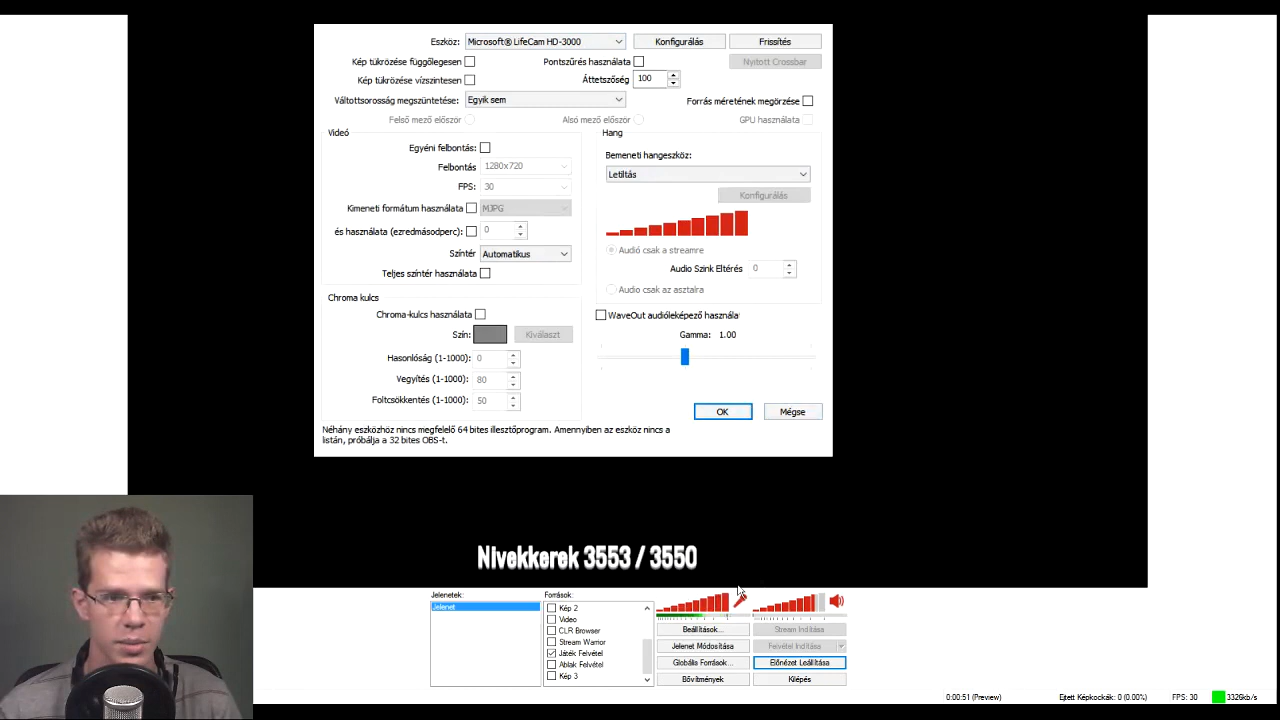 Eszköz: Microsoft® LifeCam HD-3000 Konfigurálás Frissítés
Kép tükrözése függőlegesen Pontszűrés használata Nyitott Crossbar
Kép tükrözése vízszintesen Áttetszőség 100
Váltottsorosság megszüntetése: Egyik sem Forrás méretének megörzése
Felső mező először Alsó mező először GPU használata
Videó
Egyéni felbontás:
Felbontás 1280x720
FPS: 30
Kimeneti formátum használata MJPG
és használata (ezredmásodperc): 0
Színtér Automatikus
Teljes színtér használata
Hang
Bemeneti hangeszköz:
Letiltás
Konfigurálás
Audió csak a streamre
Audio Szink Eltérés 0
Audio csak az asztalra
Chroma kulcs
Chroma-kulcs használata
Szín: Kiválaszt
Hasonlóság (1-1000): 0
Vegyítés (1-1000): 80
Foltcsökkentés (1-1000): 50
WaveOut audióleképező használa
Gamma: 1.00
OK Mégse
Néhány eszközhöz nincs megfelelő 64 bites illesztőprogram. Amennyiben az eszköz nincs a
listán, próbálja a 32 bites OBS-t.
Nivekkerek 3553 / 3550
Jelenetek:
Jelenet
Források:
Kép 2
Video
CLR Browser
Stream Warrior
Játék Felvétel
Ablak Felvétel
Kép 3
Beállítások... Stream Indítása
Jelenet Módosítása Felvétel Indítása
Globális Források... Előnézet Leállítása
Bővítmények Kilépés
0:00:51 (Preview) Ejtett Képkockák: 0 (0.00%) FPS: 30 3326kb/s